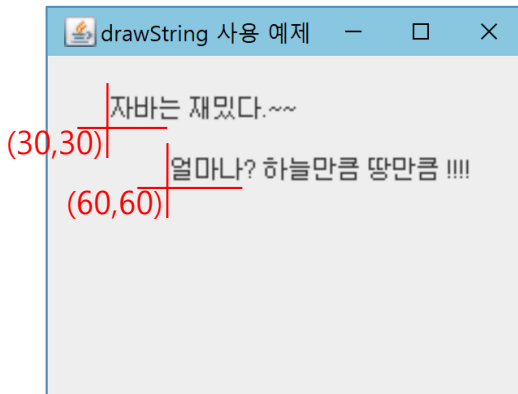 drawString 사용 예제
자바는 재밌다.~~
(30,30)
얼마나? 하늘만큼 땅만큼 !!!!
(60,60)